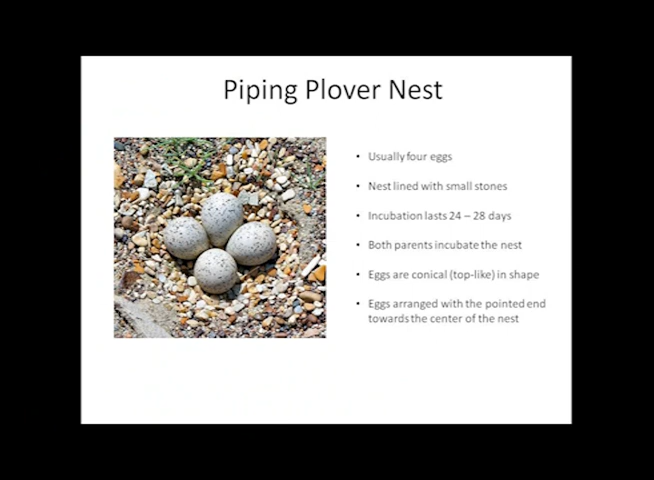 Piping Plover Nest
• Usually four eggs
• Nest lined with small stones
• Incubation lasts 24 – 28 days
• Both parents incubate the nest
• Eggs are conical (top-like) in shape
• Eggs arranged with the pointed end
towards the center of the nest